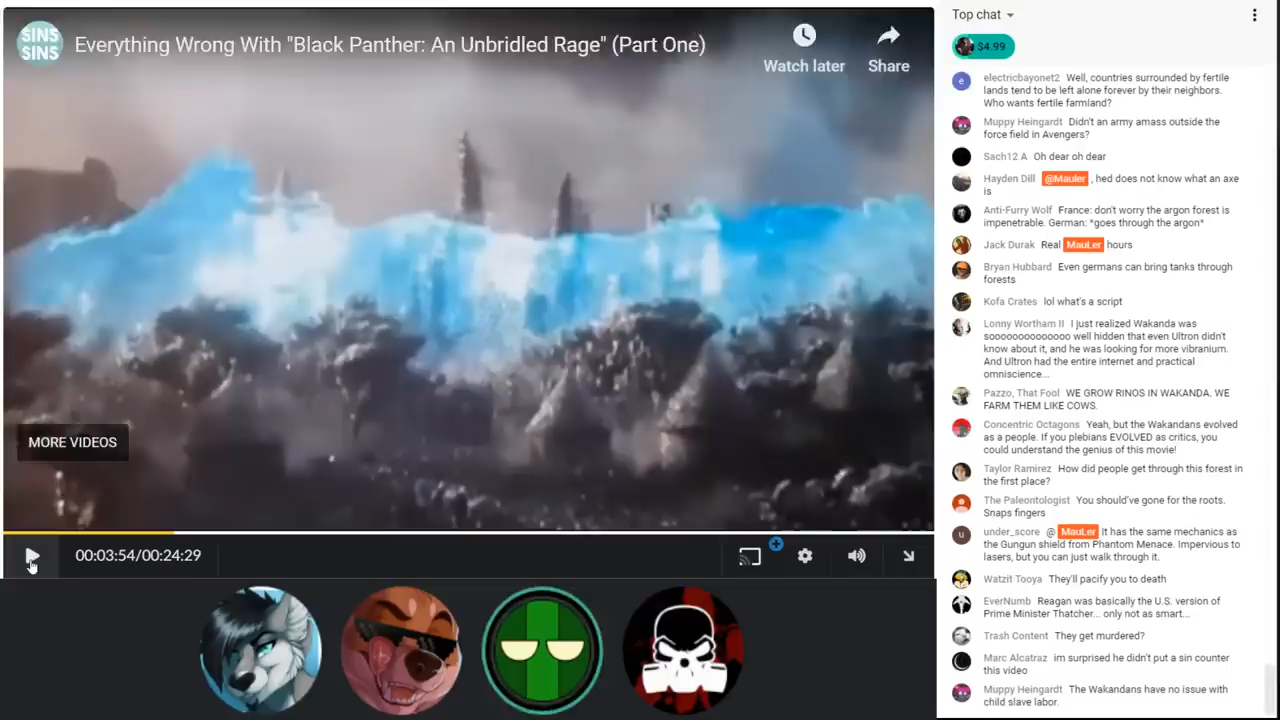 SINS
SINS
Everything Wrong With "Black Panther: An Unbridled Rage" (Part One)
Watch later
Share
MORE VIDEOS
00:03:54/00:24:29
Top chat
$4.99
electricbayonet2 Well, countries surrounded by fertile
lands tend to be left alone forever by their neighbors.
Who wants fertile farmland?
Muppy Heingardt Didn't an army amass outside the
force field in Avengers?
Sach12 A Oh dear oh dear
Hayden Dill @Mauler , hed does not know what an axe
is
Anti-Furry Wolf France: don't worry the argon forest is
impenetrable. German: *goes through the argon*
Jack Durak Real MauLer hours
Bryan Hubbard Even germans can bring tanks through
forests
Kofa Crates lol what's a script
Lonny Wortham II I just realized Wakanda was
sooooooooooooo well hidden that even Ultron didn't
know about it, and he was looking for more vibranium.
And Ultron had the entire internet and practical
omniscience...
Pazzo, That Fool WE GROW RINOS IN WAKANDA. WE
FARM THEM LIKE COWS.
Concentric Octagons Yeah, but the Wakandans evolved
as a people. If you plebians EVOLVED as critics, you
could understand the genius of this movie!
Taylor Ramirez How did people get through this forest in
the first place?
The Paleontologist You should've gone for the roots.
Snaps fingers
under_score @ MauLer It has the same mechanics as
the Gungun shield from Phantom Menace. Impervious to
lasers, but you can just walk through it.
Watzit Tooya They'll pacify you to death
EverNumb Reagan was basically the U.S. version of
Prime Minister Thatcher... only not as smart...
Trash Content They get murdered?
Marc Alcatraz im surprised he didn't put a sin counter
this video
Muppy Heingardt The Wakandans have no issue with
child slave labor.